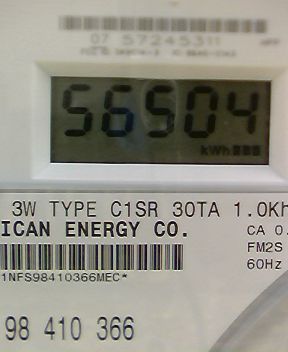 07 57245311
56504
kWh
3W TYPE C1SR 30TA 1.0Kh
ICAN ENERGY CO.
CA 0.
FM2S
60Hz
1NFS98410366MEC*
98 410 366